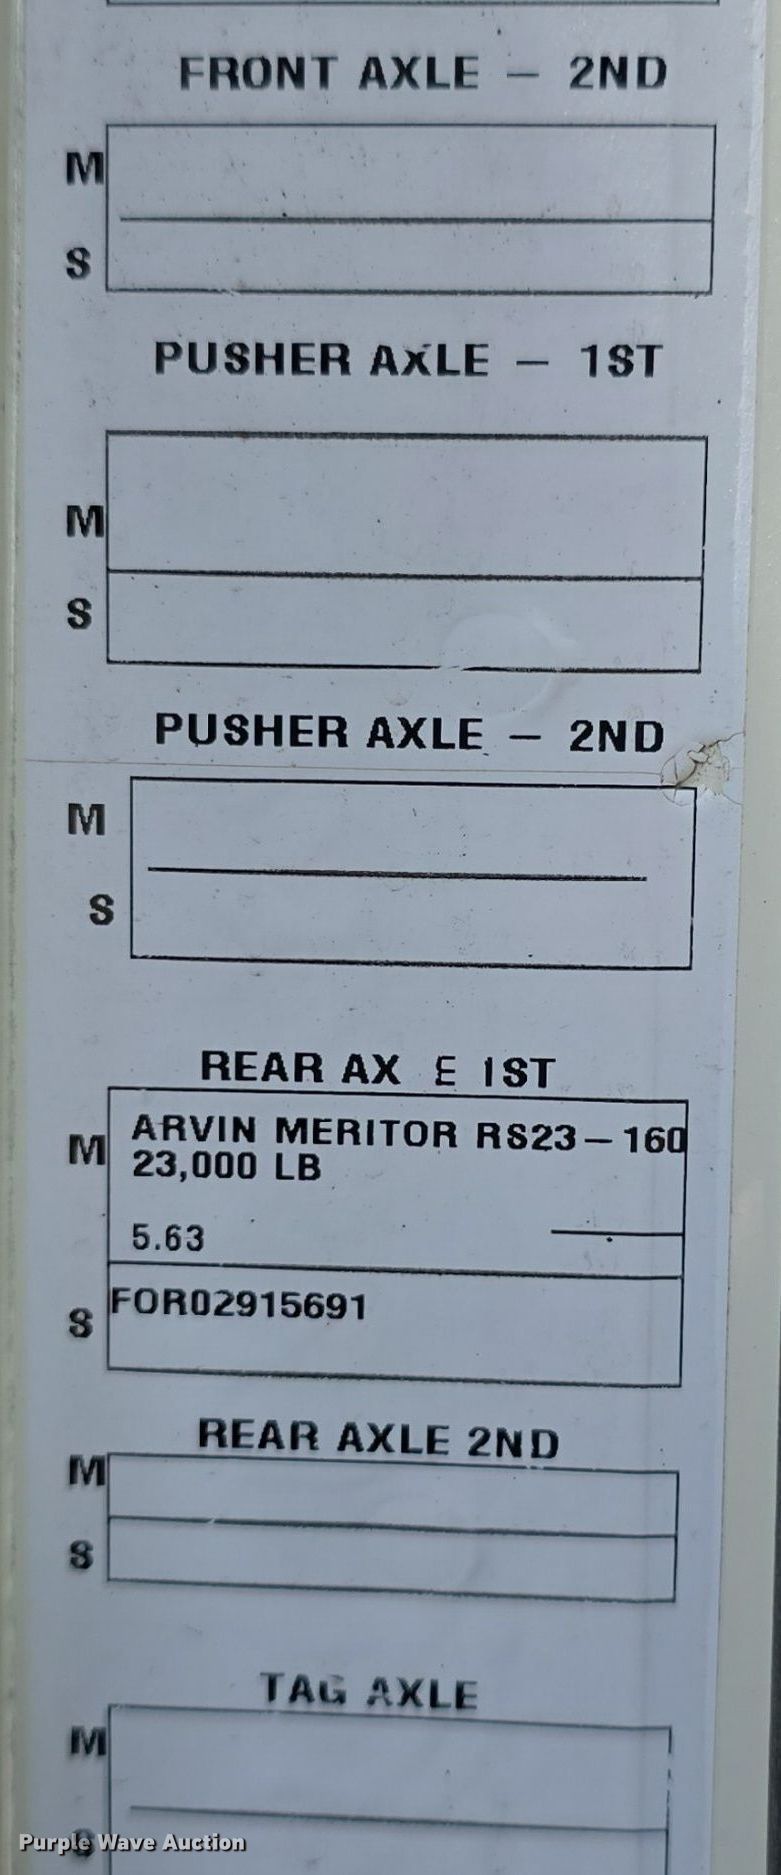 FRONT AXLE – 2ND
M
S
PUSHER AXLE – 1ST
M
S
PUSHER AXLE – 2ND
M
S
REAR AX E 1ST
M
ARVIN MERITOR RS23–160
23,000 LB
5.63
S
FOR02915691
REAR AXLE 2ND
M
S
TAG AXLE
M
S
Purple Wave Auction